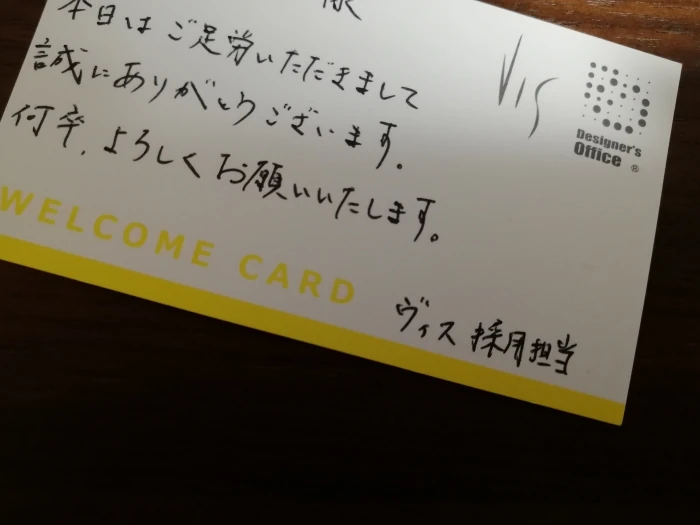 様
本日は ご足労いただきまして
誠にありがとうございます。
何卒、よろしくお願いいたします。
WELCOME CARD
ヴィス 採用担当
VIS
Designer's
Office ®